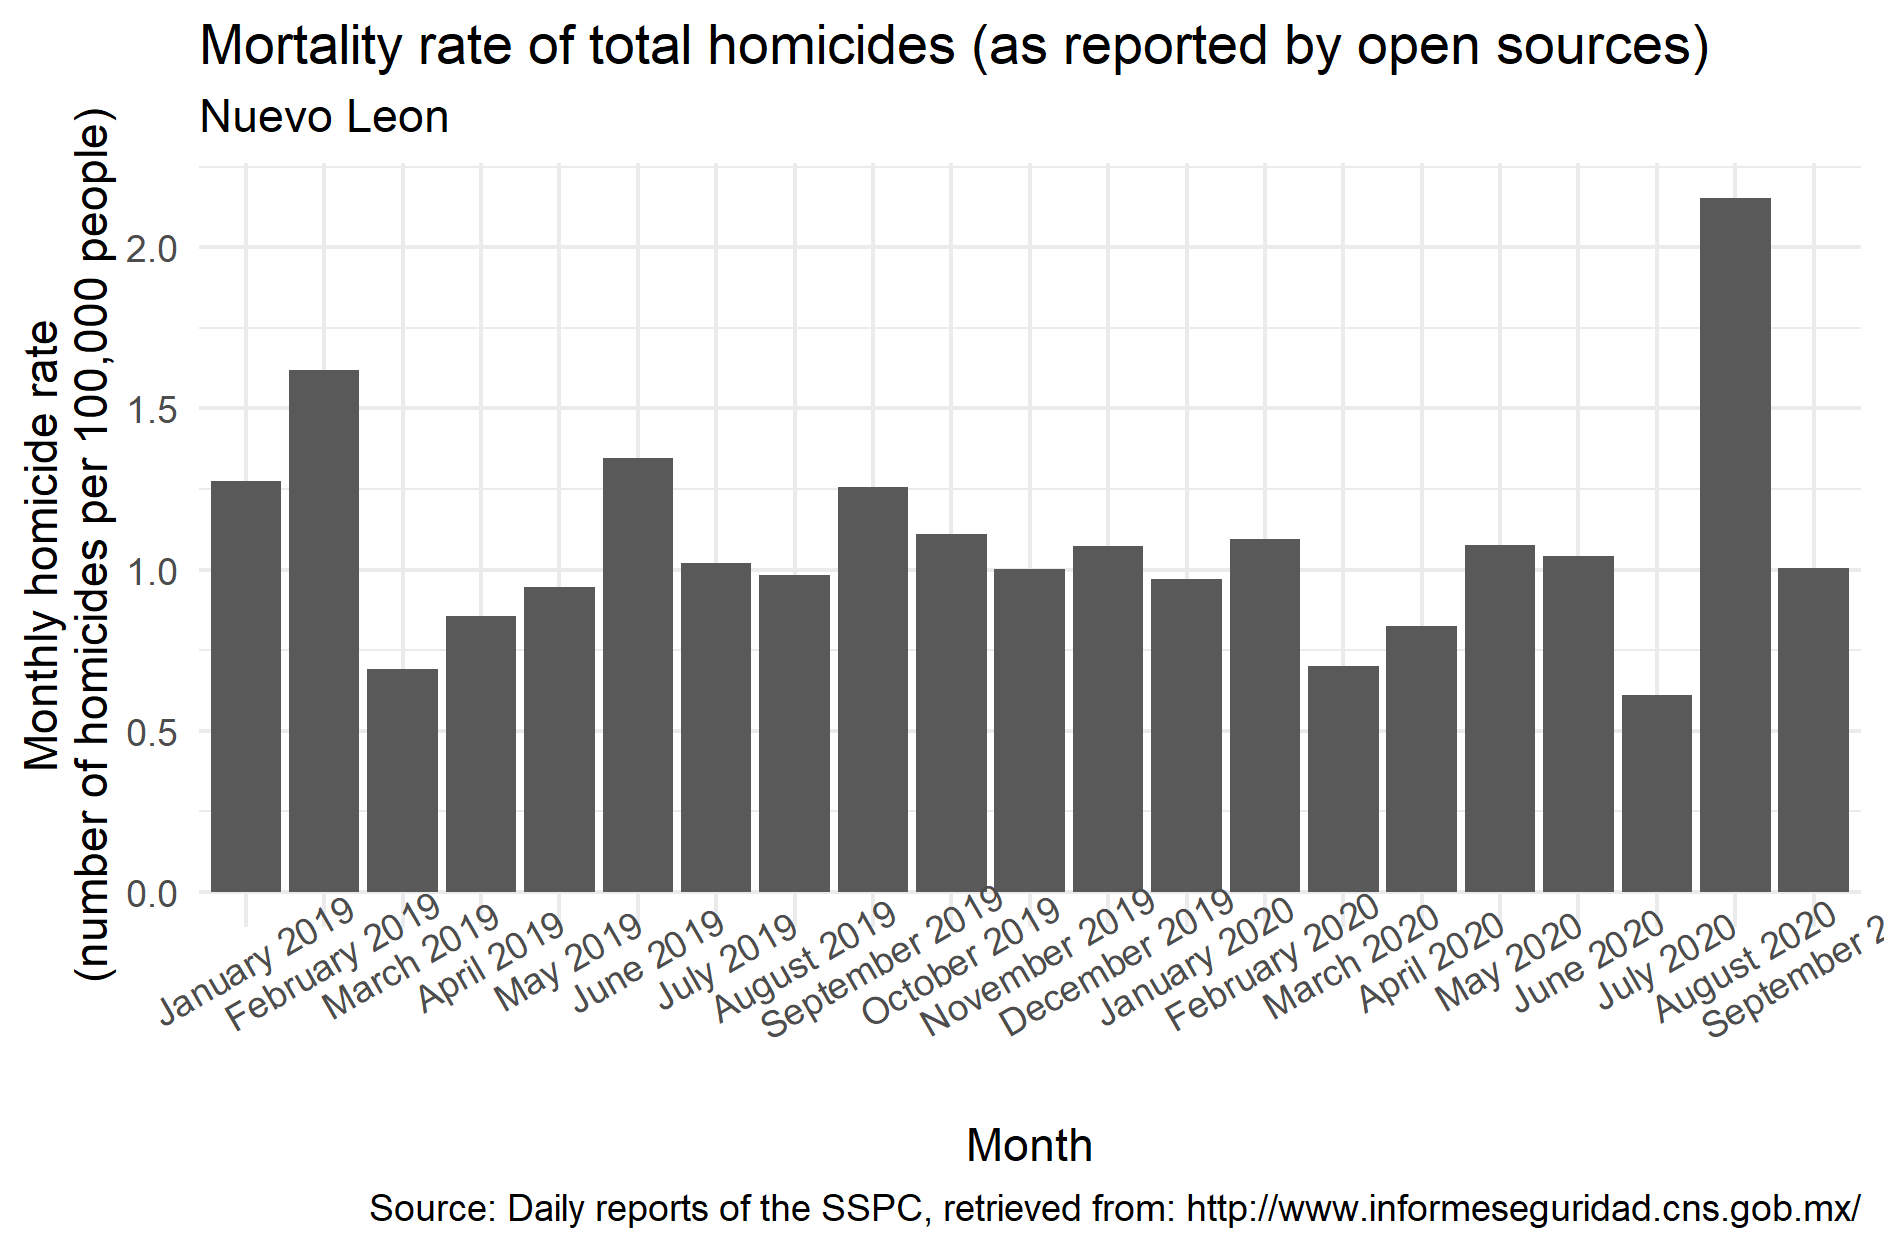 Mortality rate of total homicides (as reported by open sources)
Nuevo Leon
Monthly homicide rate
(number of homicides per 100,000 people)
2.0
1.5
1.0
0.5
0.0
January 2019
February 2019
March 2019
April 2019
May 2019
June 2019
July 2019
August 2019
September 2019
October 2019
November 2019
December 2019
January 2020
February 2020
March 2020
April 2020
May 2020
June 2020
July 2020
August 2020
September 2
Month
Source: Daily reports of the SSPC, retrieved from: http://www.informeseguridad.cns.gob.mx/